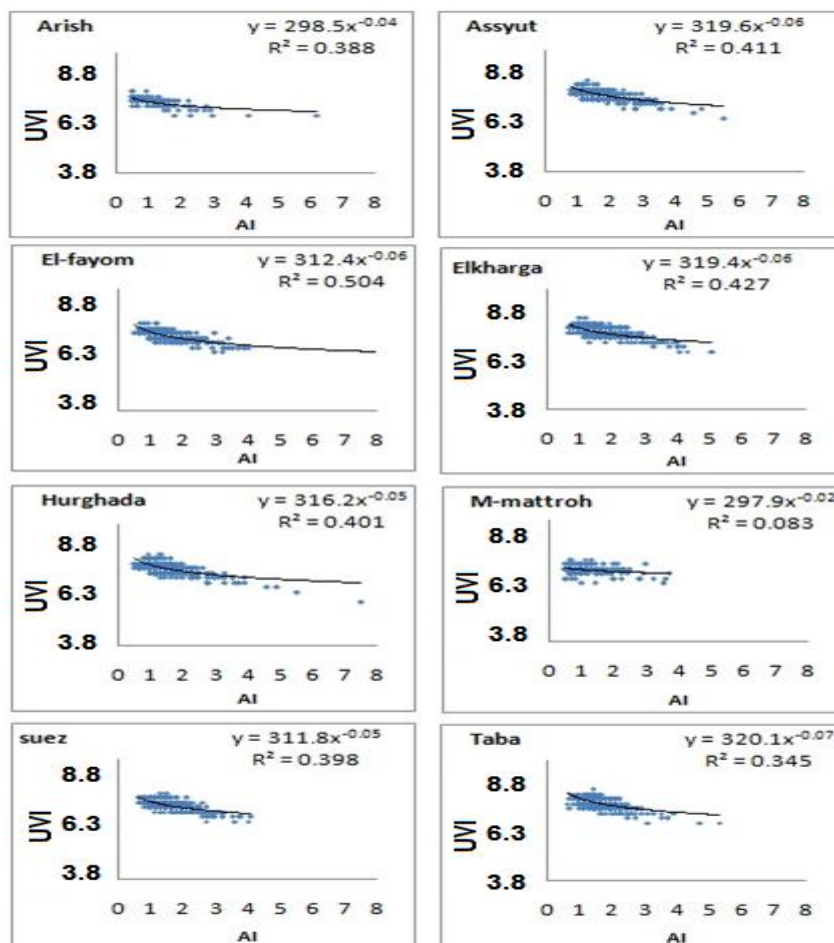 Arish
y = 298.5x^-0.04
R² = 0.388
8.8
6.3
3.8
UVI
0 1 2 3 4 5 6 7 8
AI
Assyut
y = 319.6x^-0.06
R² = 0.411
8.8
6.3
3.8
UVI
0 1 2 3 4 5 6 7 8
AI
El-fayom
y = 312.4x^-0.06
R² = 0.504
8.8
6.3
3.8
UVI
0 1 2 3 4 5 6 7 8
AI
Elkharga
y = 319.4x^-0.06
R² = 0.427
8.8
6.3
3.8
UVI
0 1 2 3 4 5 6 7 8
AI
Hurghada
y = 316.2x^-0.05
R² = 0.401
8.8
6.3
3.8
UVI
0 1 2 3 4 5 6 7 8
AI
M-mattroh
y = 297.9x^-0.02
R² = 0.083
8.8
6.3
3.8
UVI
0 1 2 3 4 5 6 7 8
AI
suez
y = 311.8x^-0.05
R² = 0.398
8.8
6.3
3.8
UVI
0 1 2 3 4 5 6 7 8
AI
Taba
y = 320.1x^-0.07
R² = 0.345
8.8
6.3
3.8
UVI
0 1 2 3 4 5 6 7 8
AI